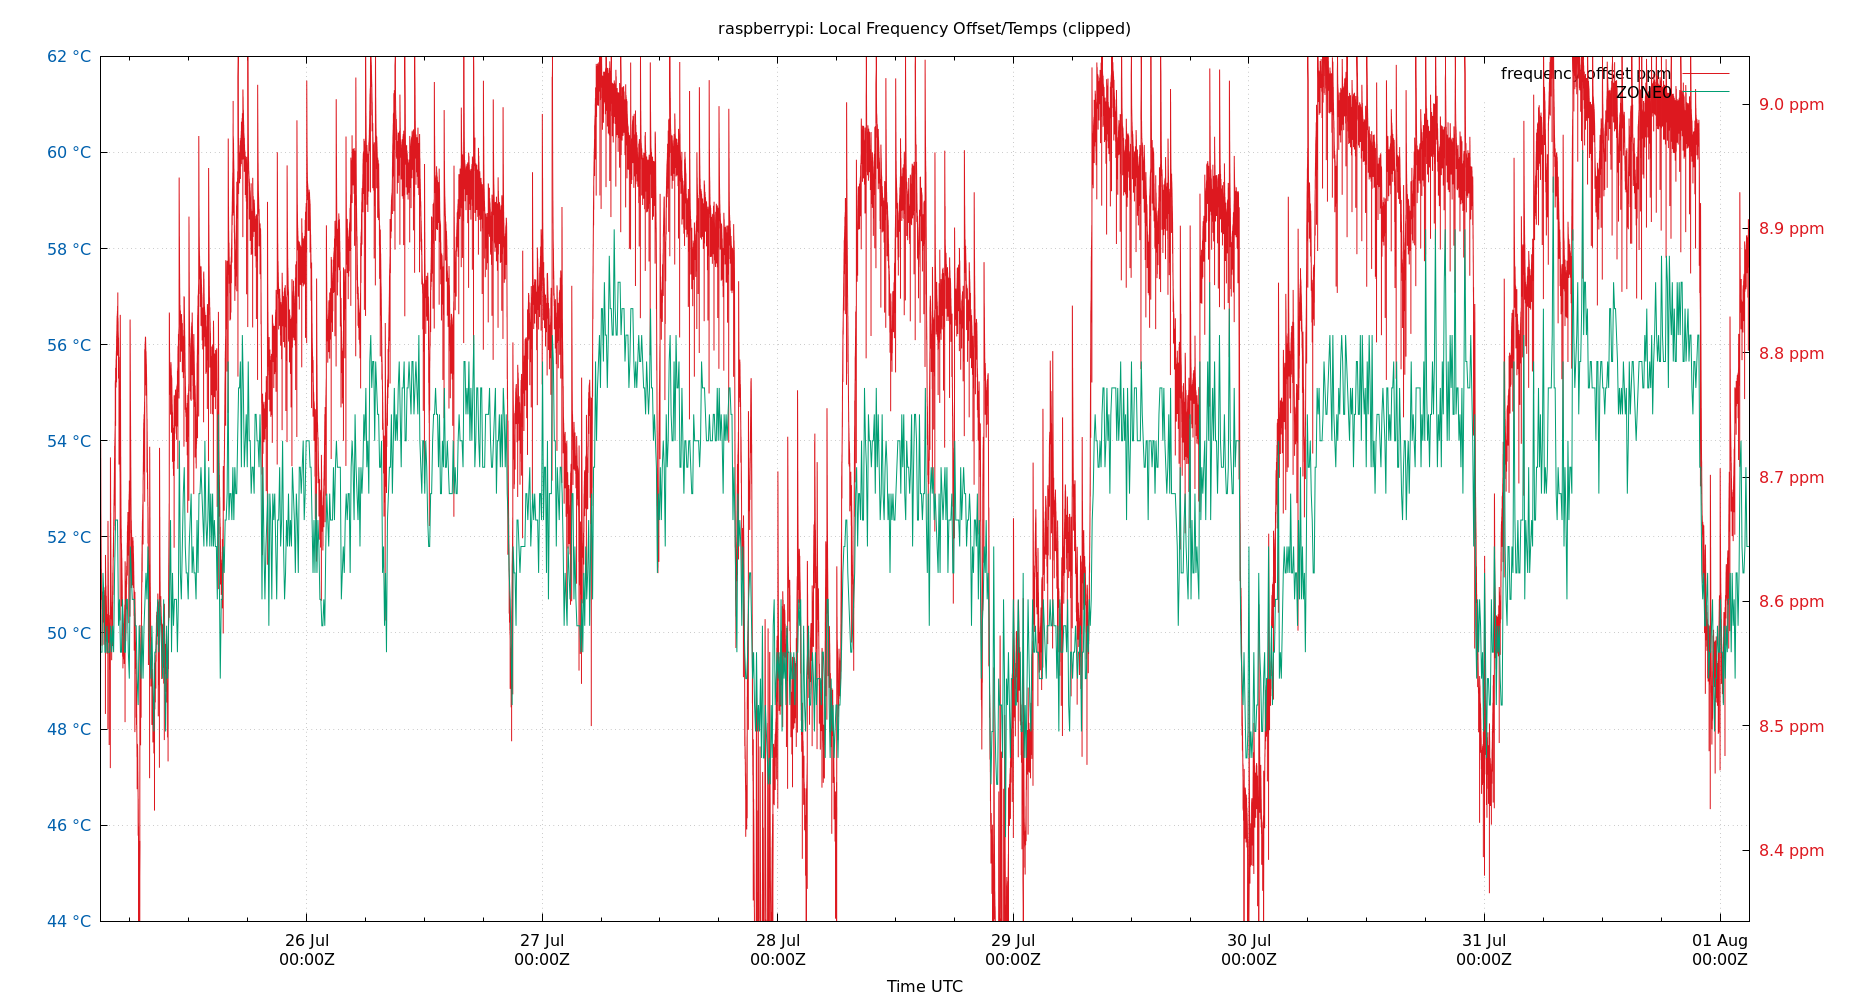 raspberrypi: Local Frequency Offset/Temps (clipped)
62 °C
60 °C
58 °C
56 °C
54 °C
52 °C
50 °C
48 °C
46 °C
44 °C
frequency offset ppm
ZONE0
9.0 ppm
8.9 ppm
8.8 ppm
8.7 ppm
8.6 ppm
8.5 ppm
8.4 ppm
26 Jul
00:00Z
27 Jul
00:00Z
28 Jul
00:00Z
29 Jul
00:00Z
30 Jul
00:00Z
31 Jul
00:00Z
01 Aug
00:00Z
Time UTC